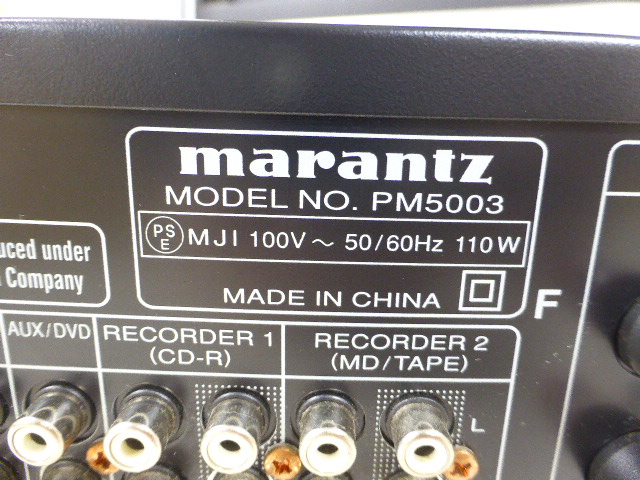 marantz
MODEL NO. PM5003
PS
E
MJI 100V ~ 50/60Hz 110W
MADE IN CHINA
F
uced under
Company
AUX/DVD
RECORDER 1
(CD-R)
RECORDER 2
(MD/TAPE)
L